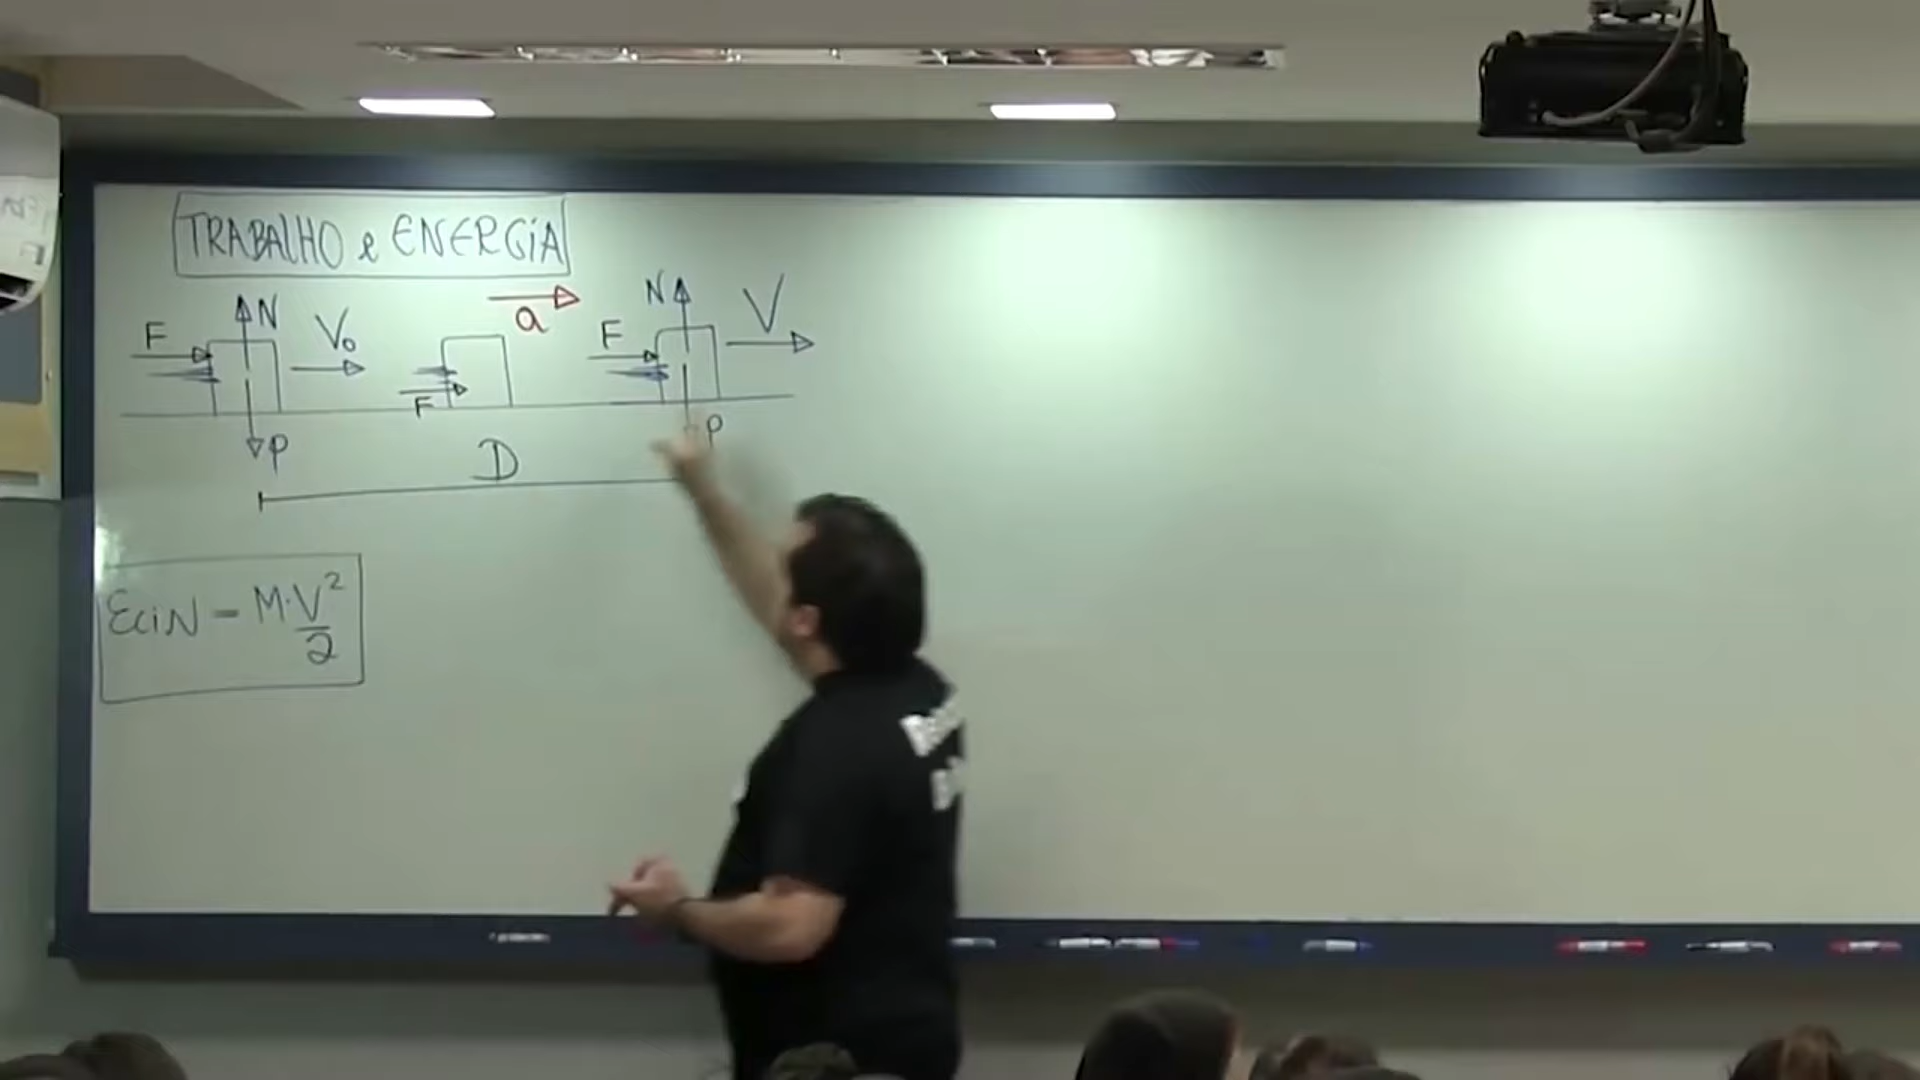 TRABALHO e ENERGIA
F N V₀ a F N V
F
P D P
Ecin = M·V²/2